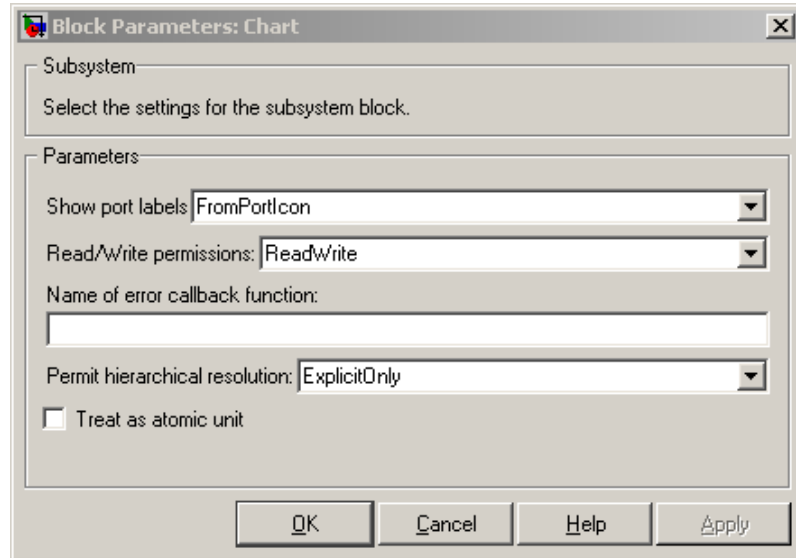 Block Parameters: Chart
Subsystem
Select the settings for the subsystem block.
Parameters
Show port labels FromPortIcon
Read/Write permissions: ReadWrite
Name of error callback function:
Permit hierarchical resolution: ExplicitOnly
Treat as atomic unit
OK Cancel Help Apply